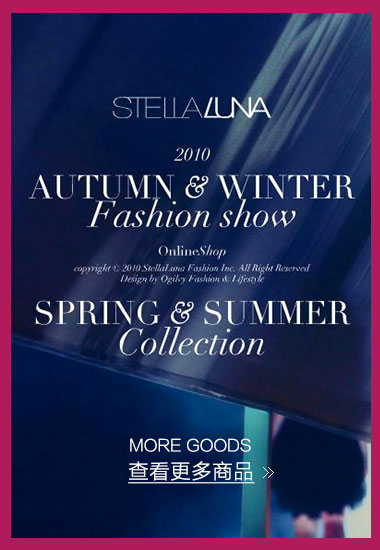 STELLALUNA
2010
AUTUMN & WINTER
Fashion show
OnlineShop
copyright © 2010 StellaLuna Fashion Inc. All Right Reserved
Design by Ogilvy Fashion & Lifestyle
SPRING & SUMMER
Collection
MORE GOODS
查看更多商品 »